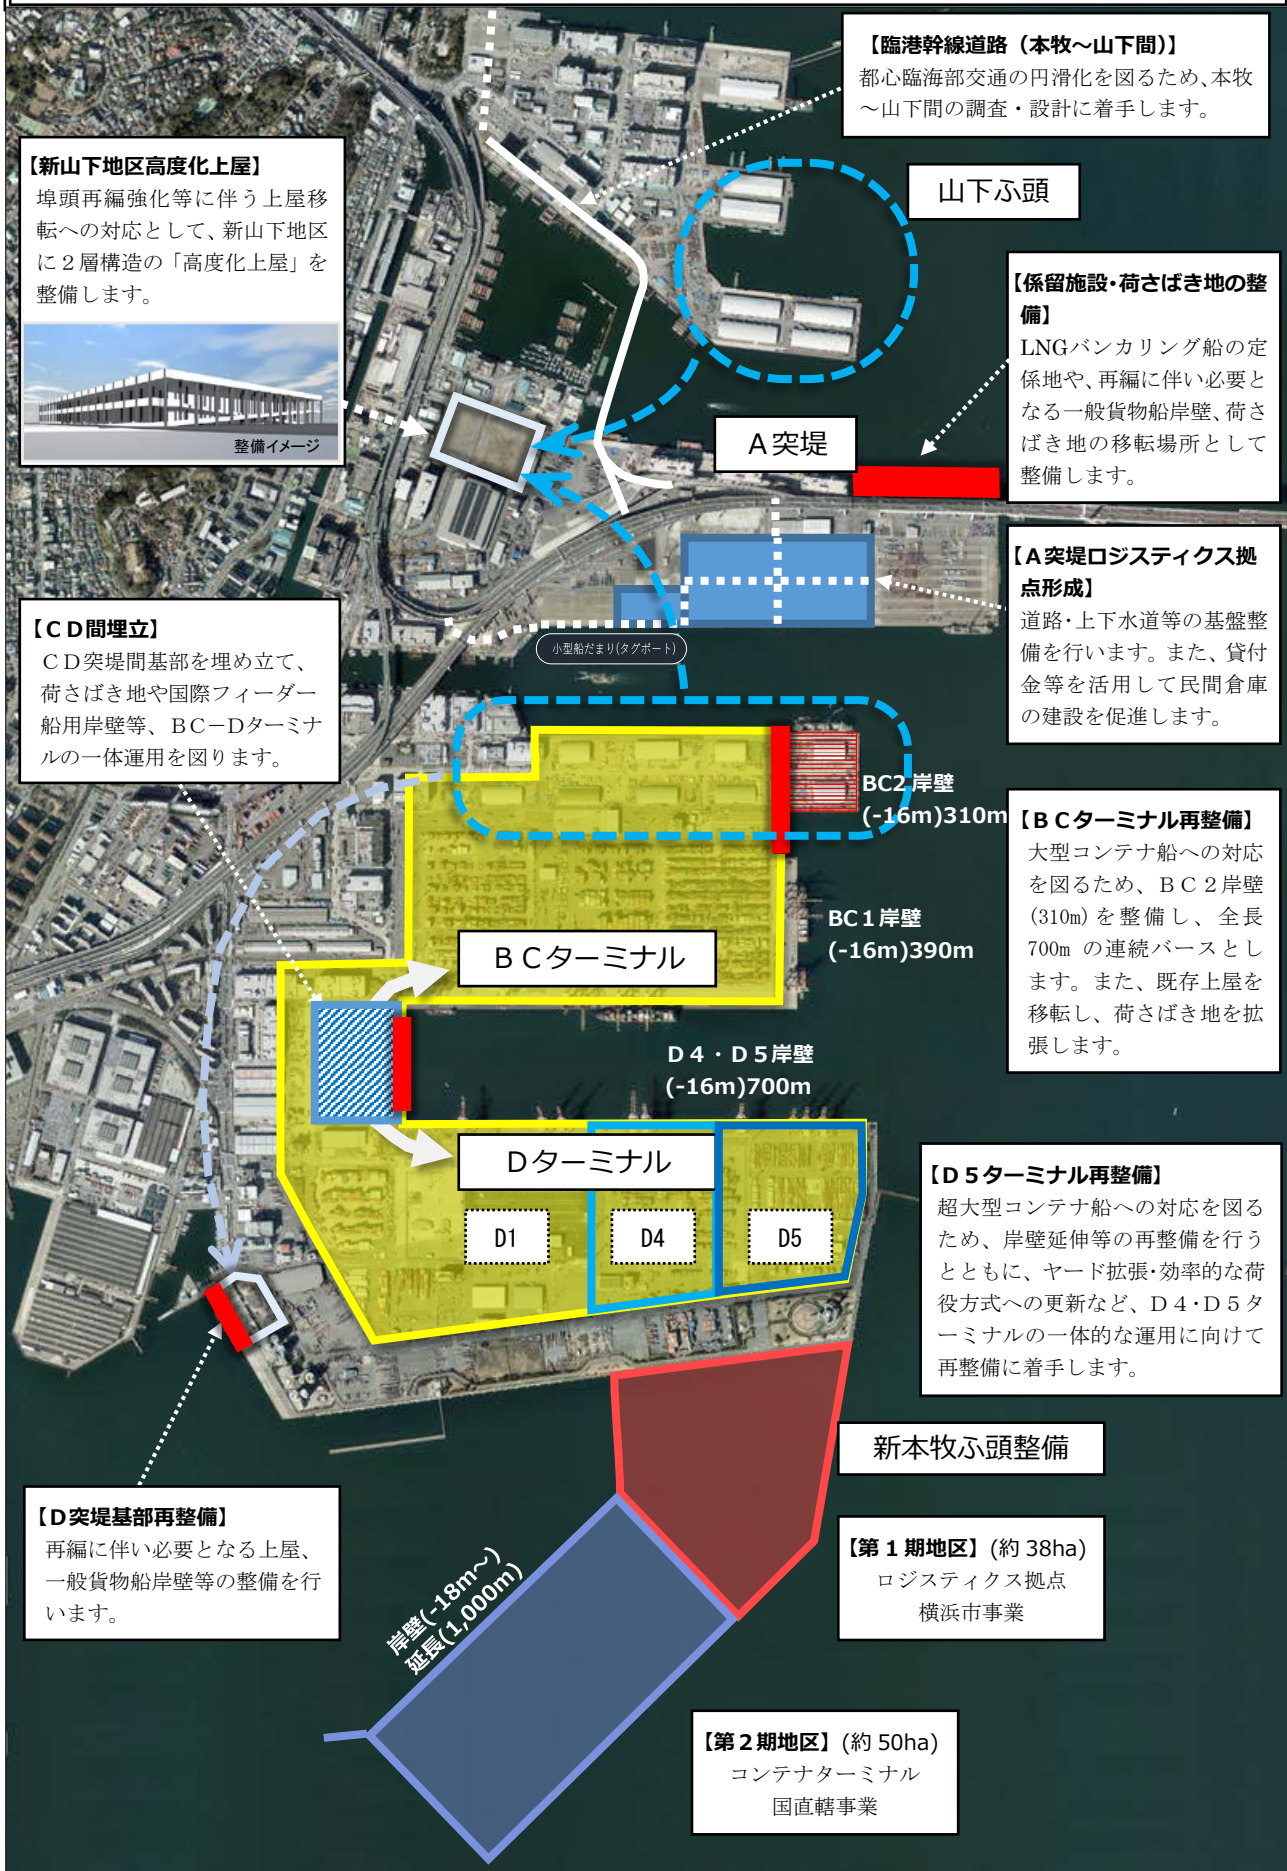 【臨港幹線道路（本牧～山下間）】
都心臨海部交通の円滑化を図るため、本牧
～山下間の調査・設計に着手します。
【新山下地区高度化上屋】
埠頭再編強化等に伴う上屋移
転への対応として、新山下地区
に２層構造の「高度化上屋」を
整備します。
整備イメージ
山下ふ頭
【係留施設・荷さばき地の整
備】
LNGバンカリング船の定
係地や、再編に伴い必要と
なる一般貨物船岸壁、荷さ
ばき地の移転場所として
整備します。
Ａ突堤
【Ａ突堤ロジスティクス拠
点形成】
道路・上下水道等の基盤整
備を行います。また、貸付
金等を活用して民間倉庫
の建設を促進します。
【ＣＤ間埋立】
ＣＤ突堤間基部を埋め立て、
荷さばき地や国際フィーダー
船用岸壁等、ＢＣ－Ｄターミナ
ルの一体運用を図ります。
小型船だまり(タグボート)
BC2 岸壁
(-16m)310m
【ＢＣターミナル再整備】
大型コンテナ船への対応
を図るため、ＢＣ２岸壁
(310m)を整備し、全長
700m の連続バースとし
ます。また、既存上屋を
移転し、荷さばき地を拡
張します。
BC１岸壁
(-16m)390m
ＢＣターミナル
Ｄ４・Ｄ５岸壁
(-16m)700m
Ｄターミナル
D1
D4
D5
【Ｄ５ターミナル再整備】
超大型コンテナ船への対応を図る
ため、岸壁延伸等の再整備を行う
とともに、ヤード拡張・効率的な荷
役方式への更新など、Ｄ４・Ｄ５タ
ーミナルの一体的な運用に向けて
再整備に着手します。
新本牧ふ頭整備
【Ｄ突堤基部再整備】
再編に伴い必要となる上屋、
一般貨物船岸壁等の整備を行
います。
【第１期地区】(約 38ha)
ロジスティクス拠点
横浜市事業
岸壁(-18m～)
延長(1,000m)
【第２期地区】(約 50ha)
コンテナターミナル
国直轄事業